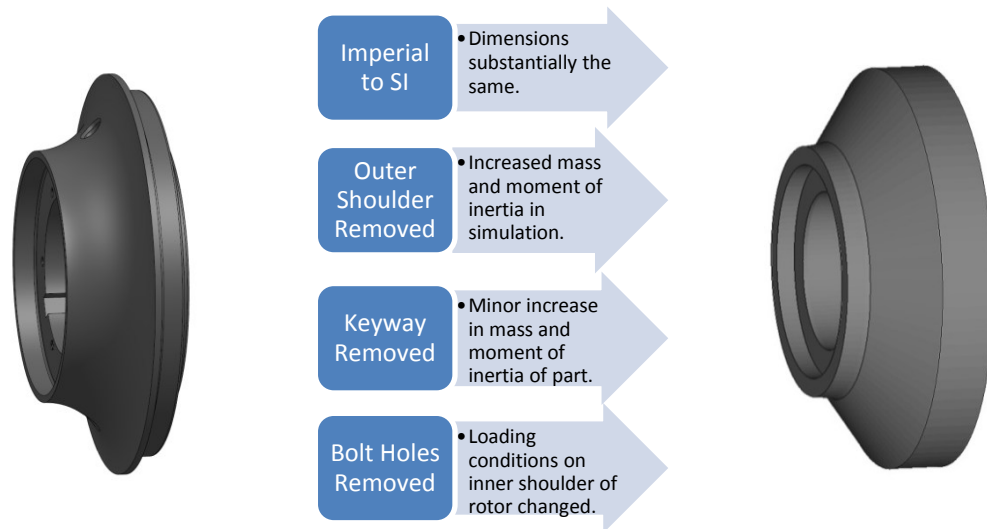 Imperial
to SI
• Dimensions
substantially the
same.
Outer
Shoulder
Removed
• Increased mass
and moment of
inertia in
simulation.
Keyway
Removed
• Minor increase
in mass and
moment of
inertia of part.
Bolt Holes
Removed
• Loading
conditions on
inner shoulder of
rotor changed.